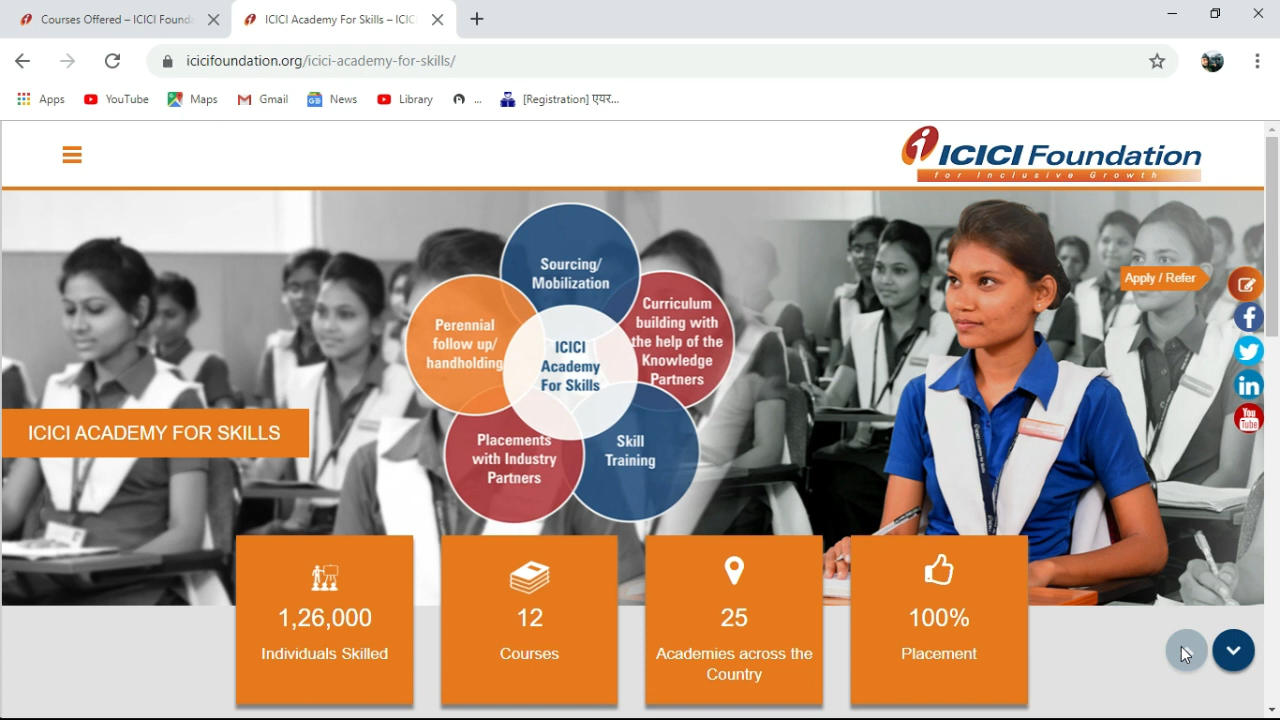 Courses Offered – ICICI Founda
ICICI Academy For Skills – ICIC
icicifoundation.org/icici-academy-for-skills/
Apps
YouTube
Maps
Gmail
News
Library
...
[Registration] एयर...
ICICI Foundation
for Inclusive Growth
Sourcing/
Mobilization
Perennial
follow up/
handholding
Curriculum
building with
the help of the
Knowledge
Partners
ICICI
Academy
For Skills
Placements
with Industry
Partners
Skill
Training
Apply / Refer
You
Tube
ICICI ACADEMY FOR SKILLS
1,26,000
Individuals Skilled
12
Courses
25
Academies across the
Country
100%
Placement